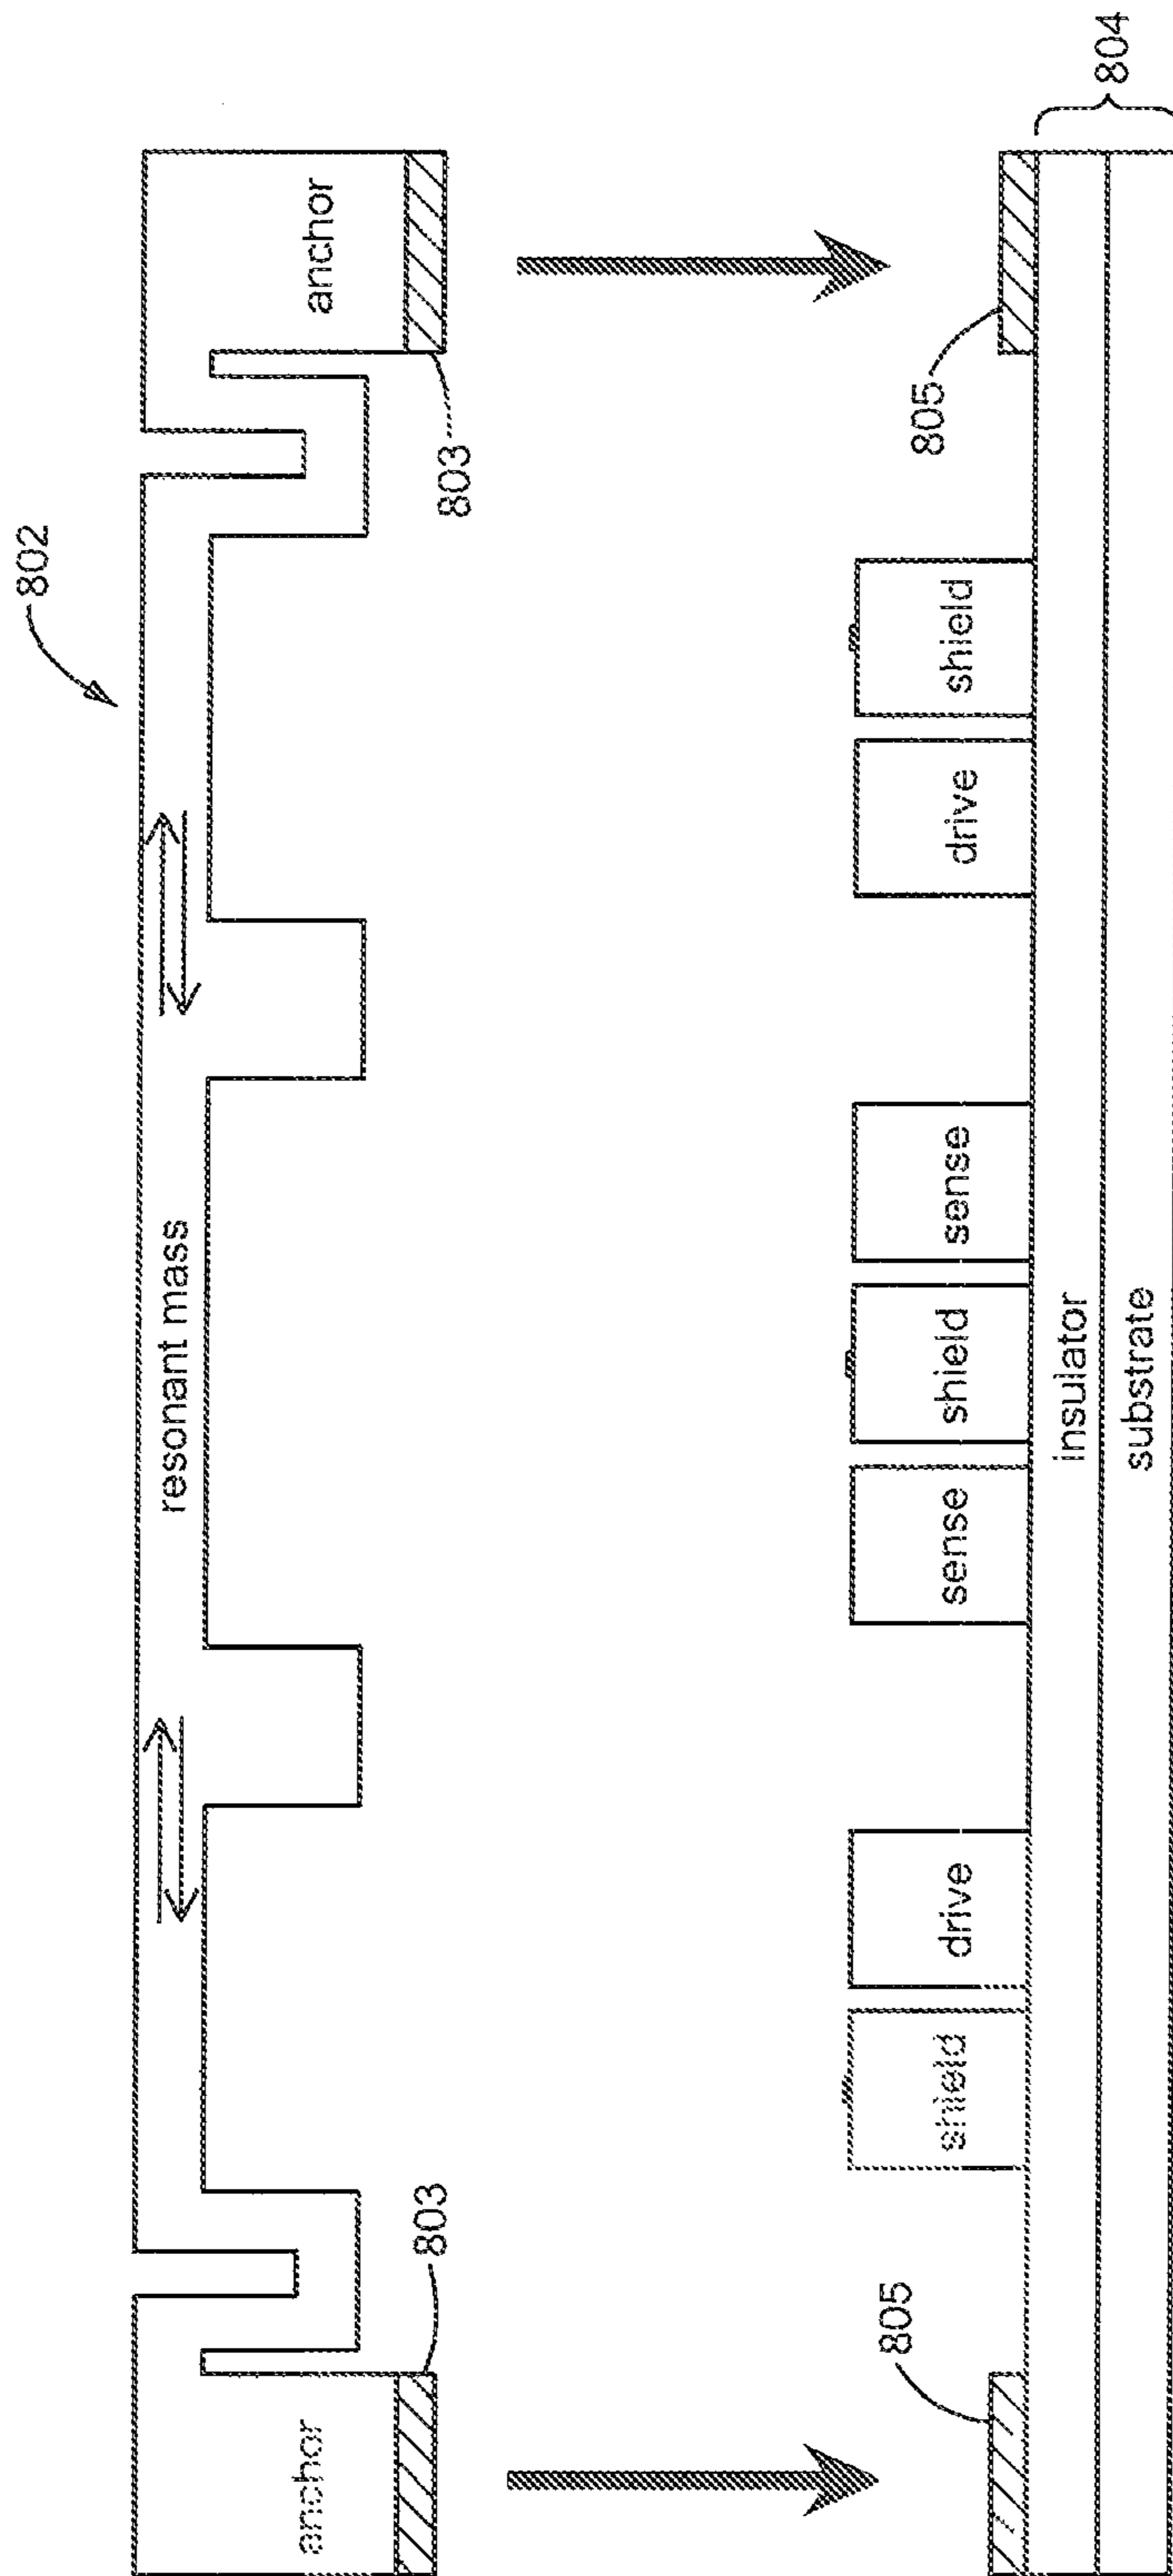 802
resonant mass
anchor
anchor
803
803
805
805
shield
drive
sense
shield
sense
drive
shield
insulator
substrate
804